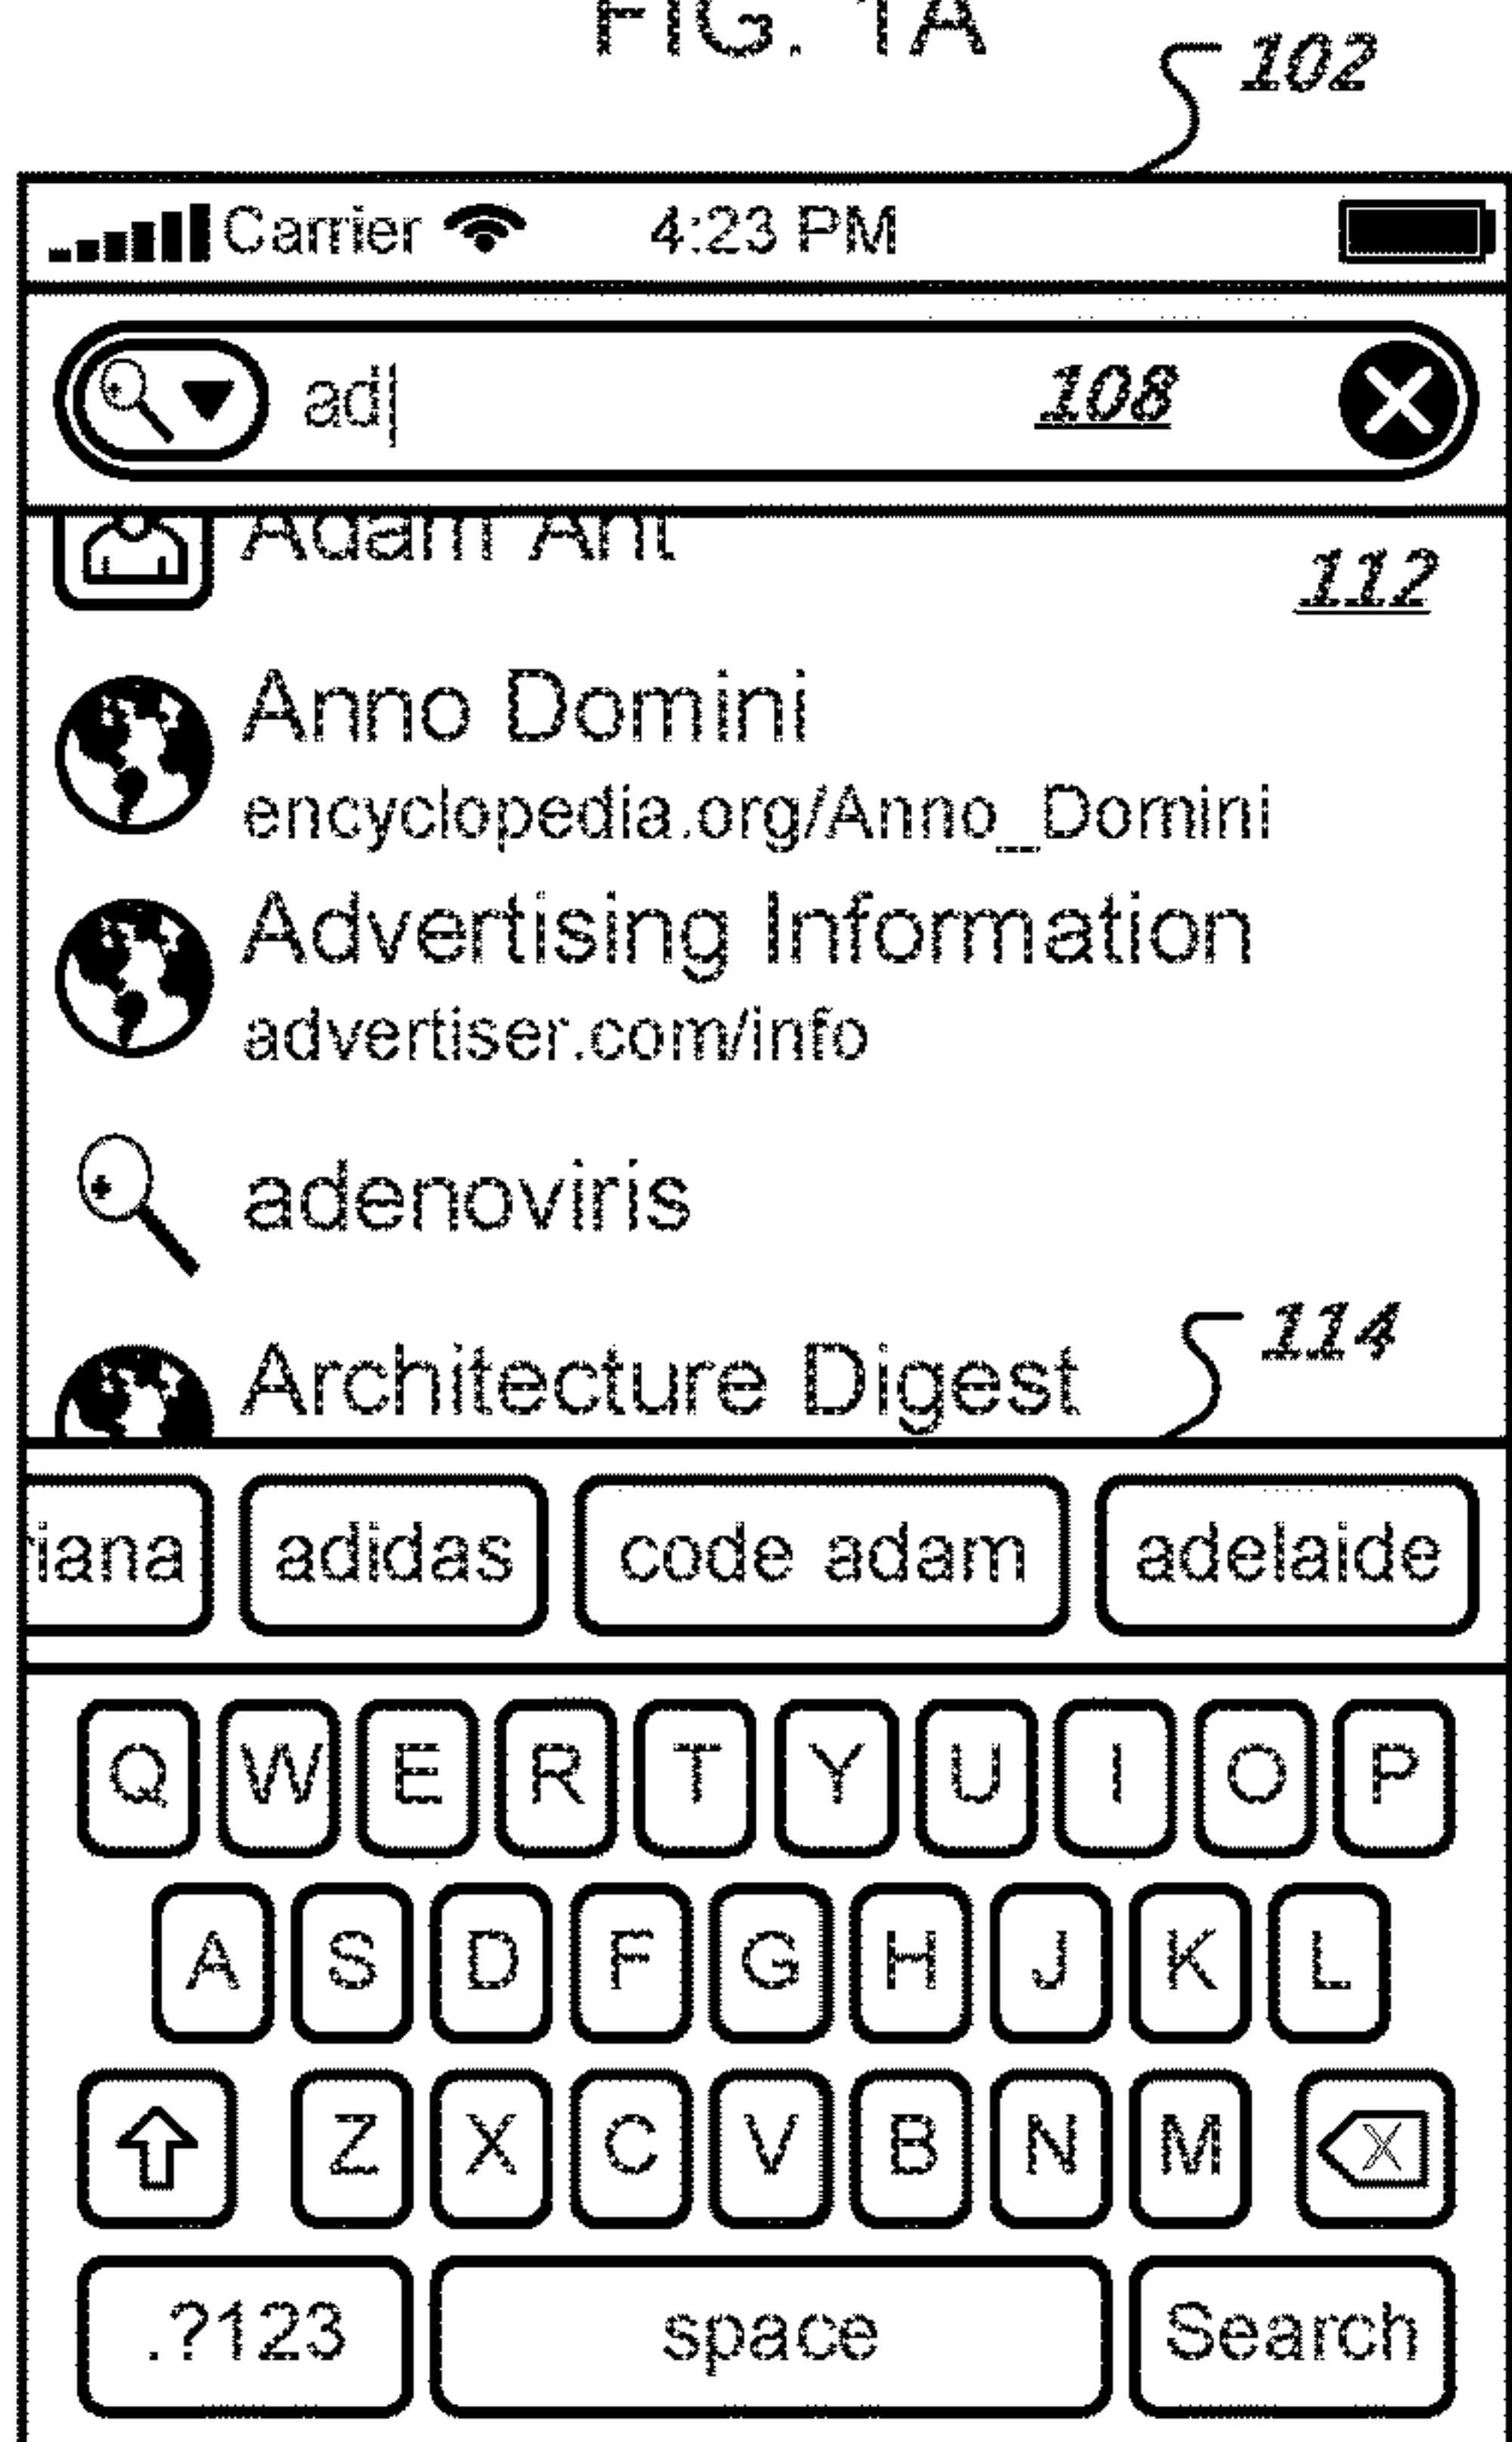 FIG. 1A
102
Carrier 4:23 PM
ad
108
Adam Ant
112
Anno Domini
encyclopedia.org/Anno_Domini
Advertising Information
advertiser.com/info
adenoviris
Architecture Digest
114
riana adidas code adam adelaide
Q W E R T Y U I O P
A S D F G H J K L
Z X C V B N M X
.?123 space Search